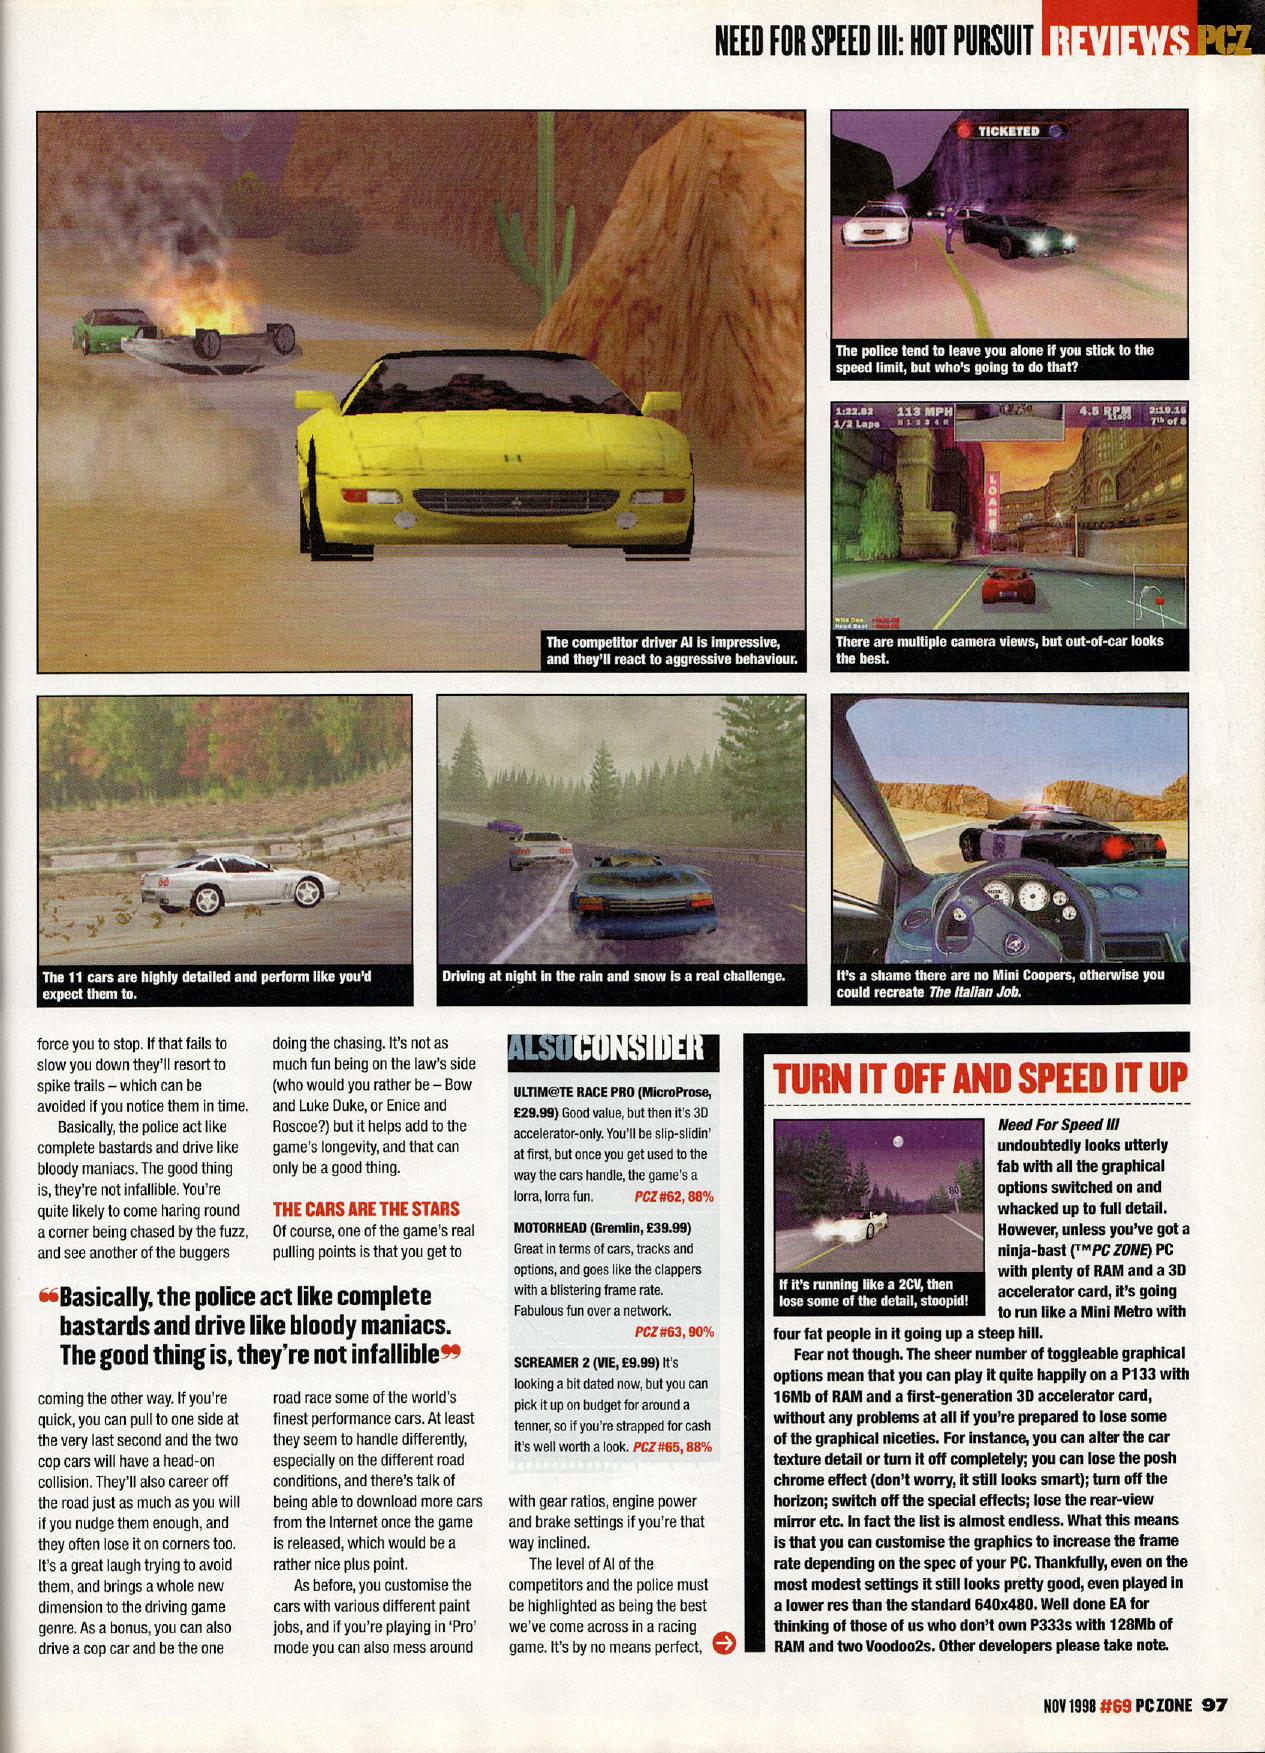 NEED FOR SPEED III: HOT PURSUIT REVIEWS PCZ
TICKETED
The police tend to leave you alone if you stick to the
speed limit, but who's going to do that?
1:22.82 113 MPH 4.5 RPM 2:19.15
1/2 Laps N 1 2 3 4 R X1000 7th of 8
LOANS
There are multiple camera views, but out-of-car looks
the best.
The competitor driver AI is impressive,
and they'll react to aggressive behaviour.
The 11 cars are highly detailed and perform like you'd
expect them to.
Driving at night in the rain and snow is a real challenge.
It's a shame there are no Mini Coopers, otherwise you
could recreate The Italian Job.
force you to stop. If that fails to
slow you down they'll resort to
spike trails – which can be
avoided if you notice them in time.
Basically, the police act like
complete bastards and drive like
bloody maniacs. The good thing
is, they're not infallible. You're
quite likely to come haring round
a corner being chased by the fuzz,
and see another of the buggers
“Basically, the police act like complete
bastards and drive like bloody maniacs.
The good thing is, they're not infallible”
coming the other way. If you're
quick, you can pull to one side at
the very last second and the two
cop cars will have a head-on
collision. They'll also career off
the road just as much as you will
if you nudge them enough, and
they often lose it on corners too.
It's a great laugh trying to avoid
them, and brings a whole new
dimension to the driving game
genre. As a bonus, you can also
drive a cop car and be the one
doing the chasing. It's not as
much fun being on the law's side
(who would you rather be – Bow
and Luke Duke, or Enice and
Roscoe?) but it helps add to the
game's longevity, and that can
only be a good thing.
THE CARS ARE THE STARS
Of course, one of the game's real
pulling points is that you get to
road race some of the world's
finest performance cars. At least
they seem to handle differently,
especially on the different road
conditions, and there's talk of
being able to download more cars
from the Internet once the game
is released, which would be a
rather nice plus point.
As before, you customise the
cars with various different paint
jobs, and if you're playing in 'Pro'
mode you can also mess around
ALSO CONSIDER
ULTIM@TE RACE PRO (MicroProse,
£29.99) Good value, but then it's 3D
accelerator-only. You'll be slip-slidin'
at first, but once you get used to the
way the cars handle, the game's a
lorra, lorra fun. PCZ #62, 88%
MOTORHEAD (Gremlin, £39.99)
Great in terms of cars, tracks and
options, and goes like the clappers
with a blistering frame rate.
Fabulous fun over a network.
PCZ #63, 90%
SCREAMER 2 (VIE, £9.99) It's
looking a bit dated now, but you can
pick it up on budget for around a
tenner, so if you're strapped for cash
it's well worth a look. PCZ #65, 88%
with gear ratios, engine power
and brake settings if you're that
way inclined.
The level of AI of the
competitors and the police must
be highlighted as being the best
we've come across in a racing
game. It's by no means perfect,
TURN IT OFF AND SPEED IT UP
60
If it's running like a 2CV, then
lose some of the detail, stoopid!
Need For Speed III
undoubtedly looks utterly
fab with all the graphical
options switched on and
whacked up to full detail.
However, unless you've got a
ninja-bast (™PC ZONE) PC
with plenty of RAM and a 3D
accelerator card, it's going
to run like a Mini Metro with
four fat people in it going up a steep hill.
Fear not though. The sheer number of toggleable graphical
options mean that you can play it quite happily on a P133 with
16Mb of RAM and a first-generation 3D accelerator card,
without any problems at all if you're prepared to lose some
of the graphical niceties. For instance, you can alter the car
texture detail or turn it off completely; you can lose the posh
chrome effect (don't worry, it still looks smart); turn off the
horizon; switch off the special effects; lose the rear-view
mirror etc. In fact the list is almost endless. What this means
is that you can customise the graphics to increase the frame
rate depending on the spec of your PC. Thankfully, even on the
most modest settings it still looks pretty good, even played in
a lower res than the standard 640x480. Well done EA for
thinking of those of us who don't own P333s with 128Mb of
RAM and two Voodoo2s. Other developers please take note.
NOV 1998 #69 PC ZONE 97